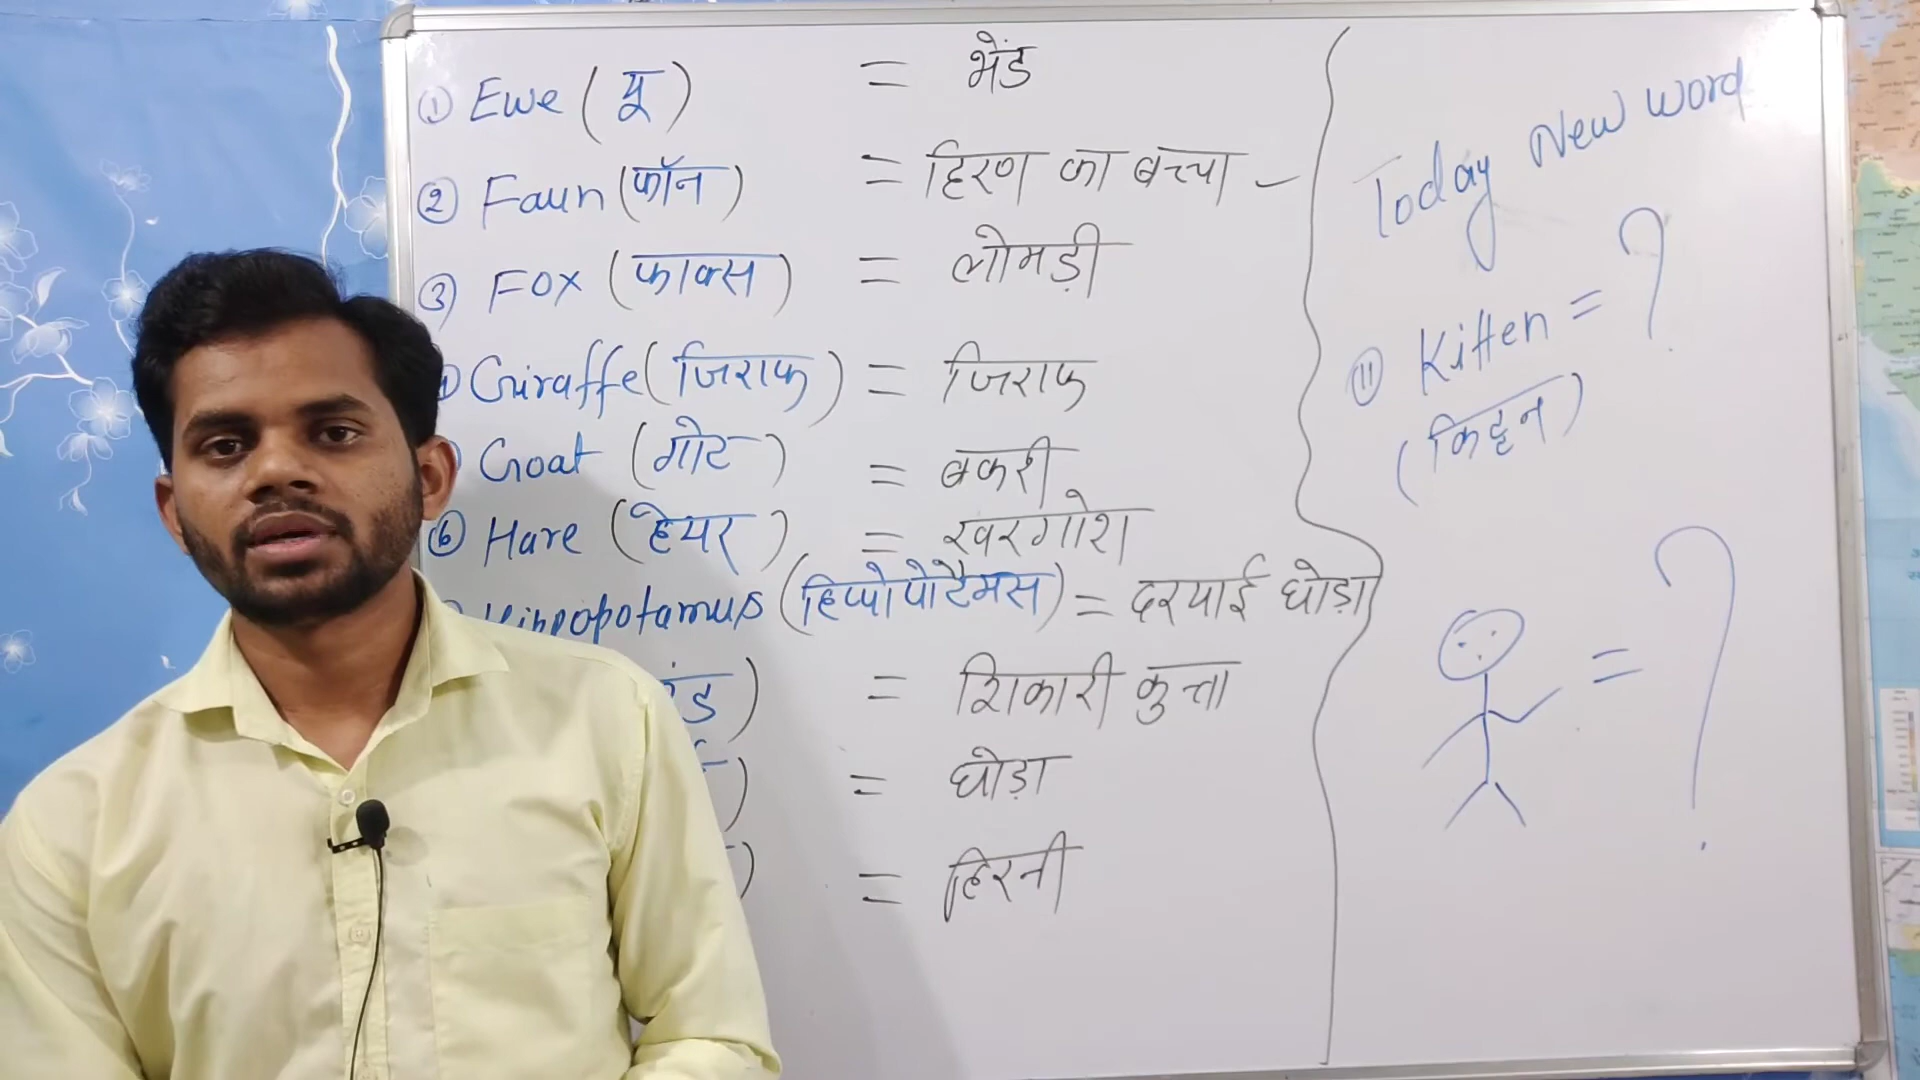 ① Ewe (यू) = भेंड
② Faun (फॉन) = हिरण का बच्चा -
③ Fox (फाक्स) = लोमड़ी
Giraffe (जिराफ) = जिराफ
Goat (गोट) = बकरी
⑥ Hare (हेयर) = खरगोश
Hippopotamus (हिप्पोपोटैमस) = दरयाई घोड़ा
ंड) = शिकारी कुत्ता
) = घोड़ा
) = हिरनी
Today New Word
⑪ Kitten = ?
(किट्टन)
= ?